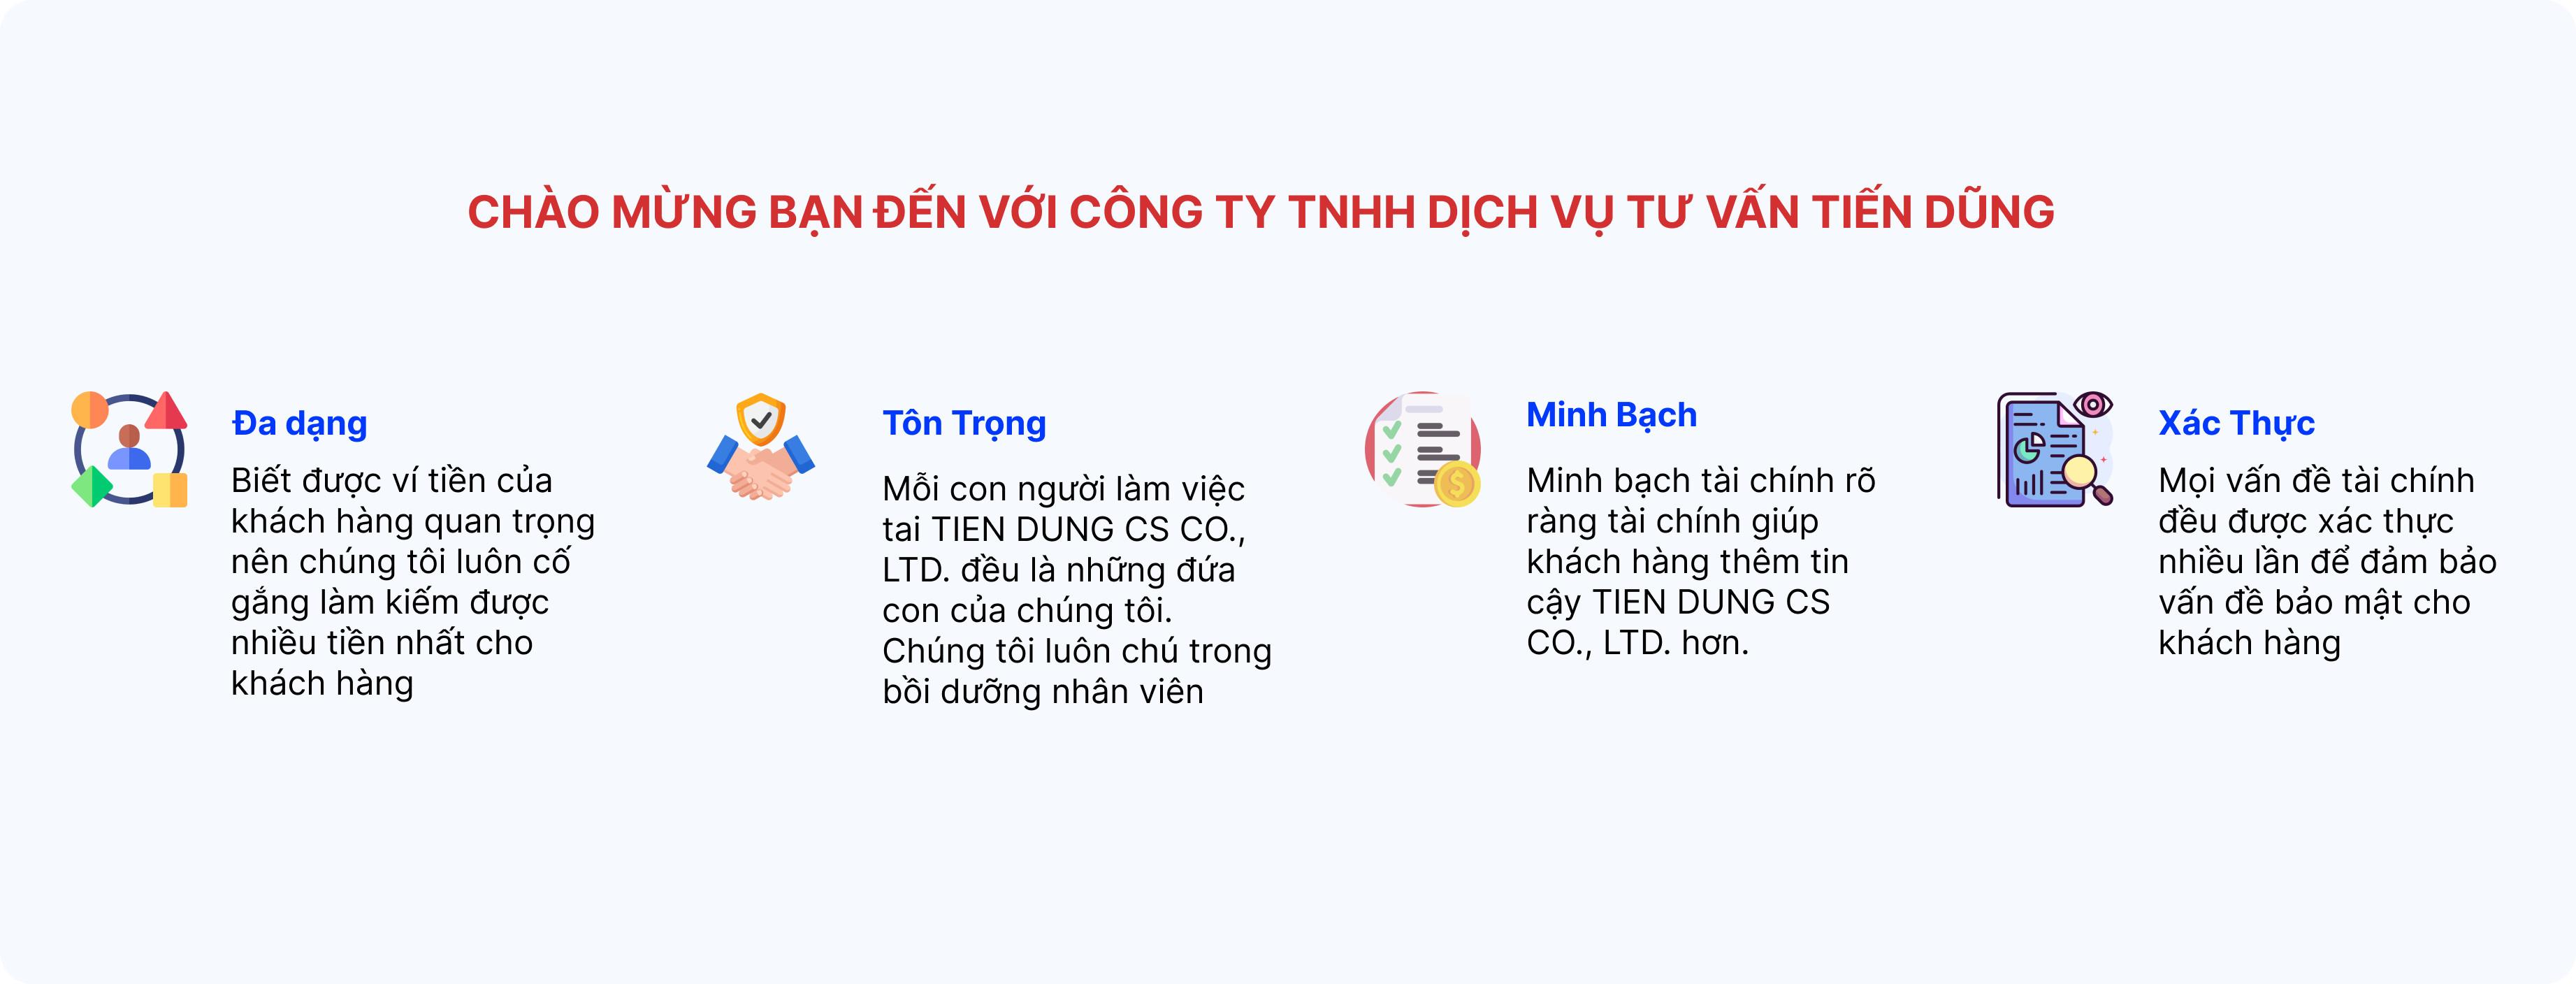 CHÀO MỪNG BẠN ĐẾN VỚI CÔNG TY TNHH DỊCH VỤ TƯ VẤN TIẾN DŨNG
Đa dạng
Biết được ví tiền của
khách hàng quan trọng
nên chúng tôi luôn cố
gắng làm kiếm được
nhiều tiền nhất cho
khách hàng
Tôn Trọng
Mỗi con người làm việc
tai TIEN DUNG CS CO.,
LTD. đều là những đứa
con của chúng tôi.
Chúng tôi luôn chú trong
bồi dưỡng nhân viên
Minh Bạch
Minh bạch tài chính rõ
ràng tài chính giúp
khách hàng thêm tin
cậy TIEN DUNG CS
CO., LTD. hơn.
Xác Thực
Mọi vấn đề tài chính
đều được xác thực
nhiều lần để đảm bảo
vấn đề bảo mật cho
khách hàng